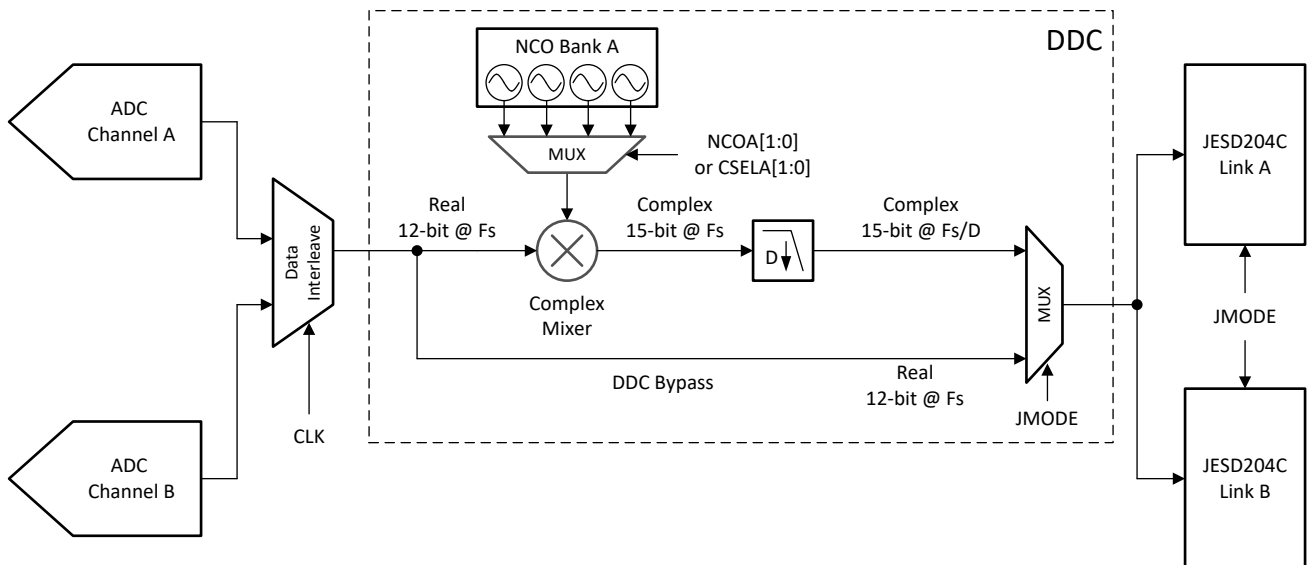 DDC
NCO Bank A
ADC
Channel A
MUX
NCOA[1:0]
or CSELA[1:0]
JESD204C
Link A
Real
12-bit @ Fs
Complex
15-bit @ Fs
Complex
15-bit @ Fs/D
D
Data
Interleave
Complex
Mixer
MUX
JMODE
DDC Bypass
Real
12-bit @ Fs
JMODE
CLK
ADC
Channel B
JESD204C
Link B